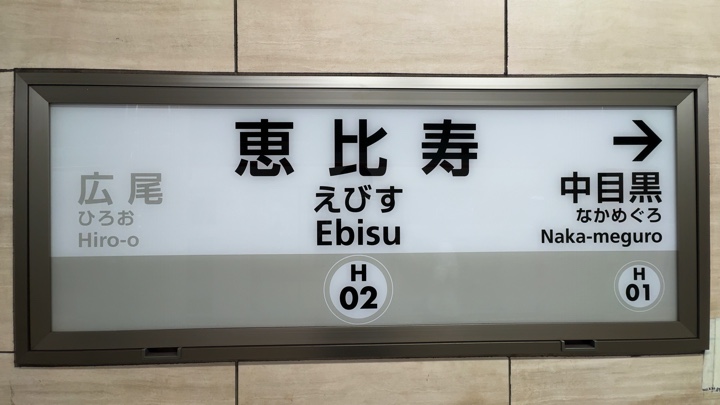 恵比寿
えびす
Ebisu
H
02
広尾
ひろお
Hiro-o
→
中目黒
なかめぐろ
Naka-meguro
H
01